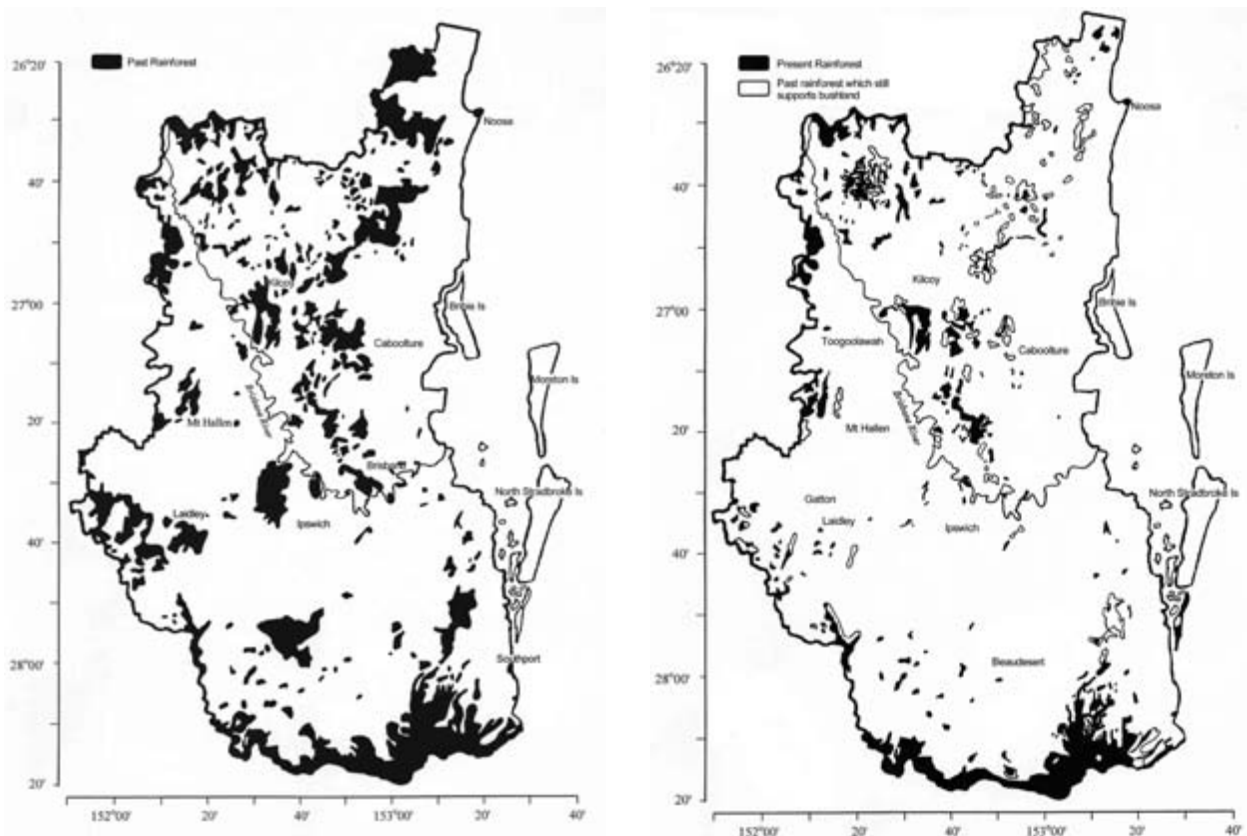 Past Rainforest
26°20'
Noosa
40'
Kilcoy
27°00'
Bribie Is
Caboolture
Moreton Is
20'
Mt Hallen
Brisbane River
Brisbane
North Stradbroke Is
Laidley
Ipswich
40'
Southport
28°00'
20'
152°00' 20' 40' 153°00' 20' 40'
Present Rainforest
Past rainforest which still
supports bushland
26°20'
Noosa
40'
Kilcoy
27°00'
Bribie Is
Toogoolawah
Caboolture
Moreton Is
20'
Mt Hallen
Brisbane River
Gatton
North Stradbroke Is
Laidley
Ipswich
40'
Beaudesert
28°00'
20'
152°00' 20' 40' 153°00' 20' 40'